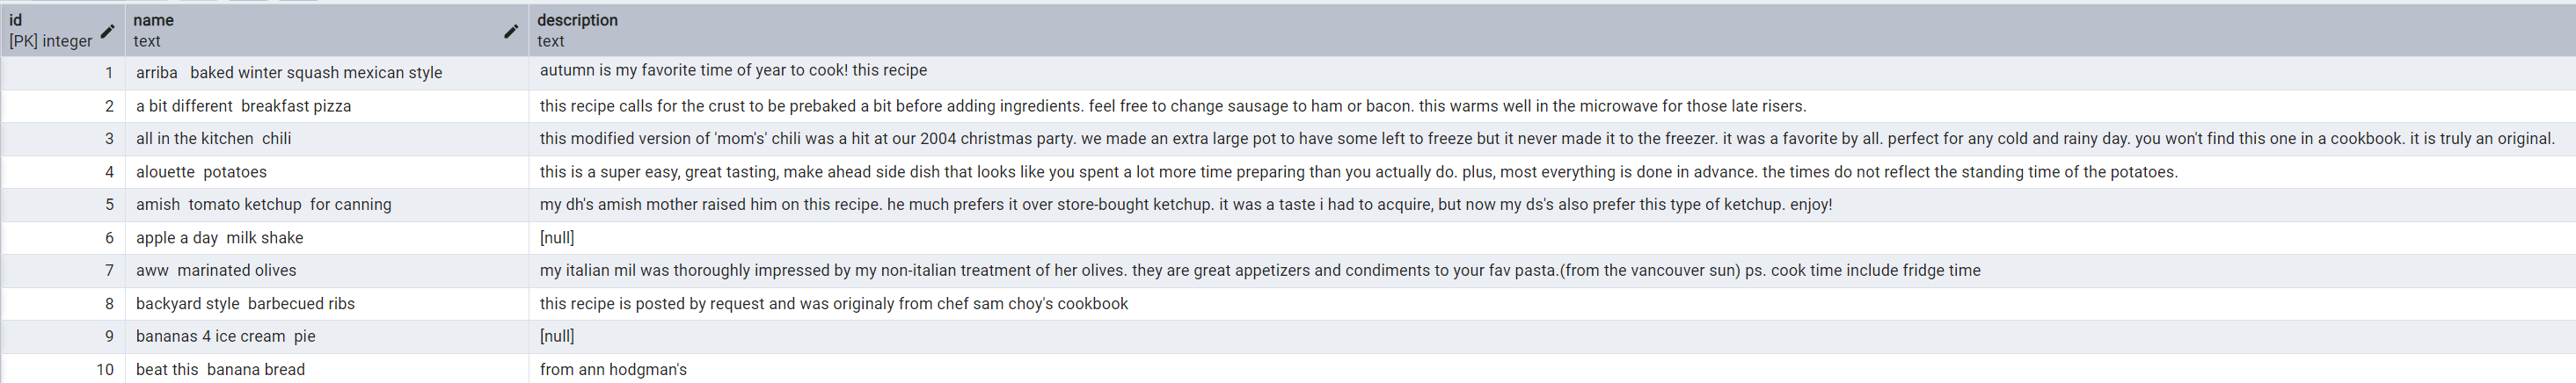 id name description
[PK] integer text text
1 arriba   baked winter squash mexican style autumn is my favorite time of year to cook! this recipe
2 a bit different  breakfast pizza this recipe calls for the crust to be prebaked a bit before adding ingredients. feel free to change sausage to ham or bacon. this warms well in the microwave for those late risers.
3 all in the kitchen  chili this modified version of 'mom's' chili was a hit at our 2004 christmas party. we made an extra large pot to have some left to freeze but it never made it to the freezer. it was a favorite by all. perfect for any cold and rainy day. you won't find this one in a cookbook. it is truly an original.
4 alouette  potatoes this is a super easy, great tasting, make ahead side dish that looks like you spent a lot more time preparing than you actually do. plus, most everything is done in advance. the times do not reflect the standing time of the potatoes.
5 amish  tomato ketchup  for canning my dh's amish mother raised him on this recipe. he much prefers it over store-bought ketchup. it was a taste i had to acquire, but now my ds's also prefer this type of ketchup. enjoy!
6 apple a day  milk shake [null]
7 aww  marinated olives my italian mil was thoroughly impressed by my non-italian treatment of her olives. they are great appetizers and condiments to your fav pasta.(from the vancouver sun) ps. cook time include fridge time
8 backyard style  barbecued ribs this recipe is posted by request and was originaly from chef sam choy's cookbook
9 bananas 4 ice cream  pie [null]
10 beat this  banana bread from ann hodgman's